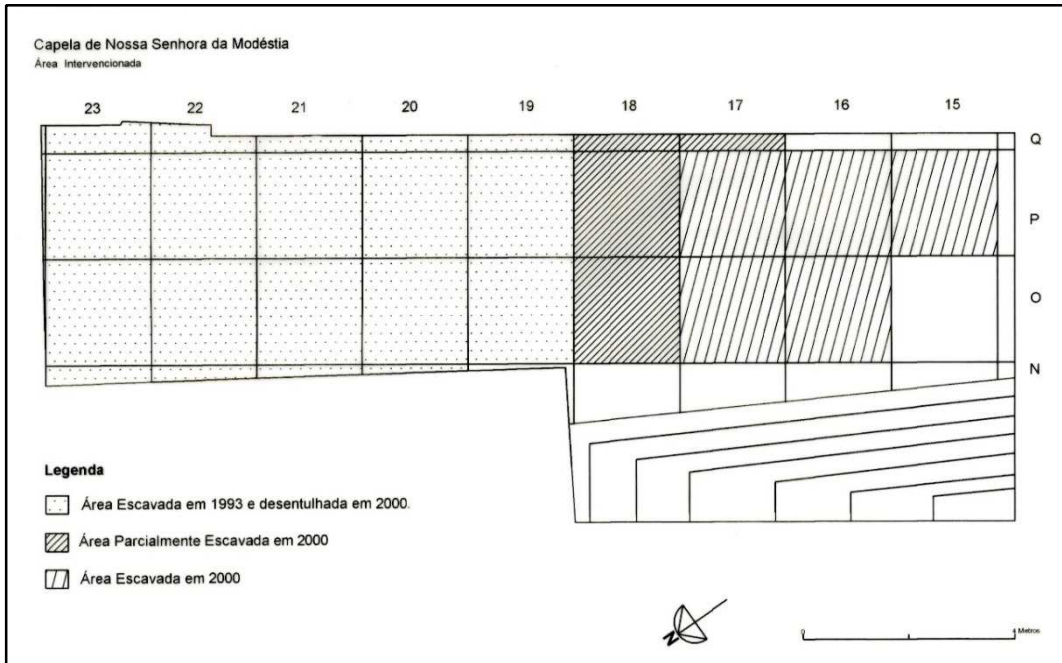 Capela de Nossa Senhora da Modéstia
Área Intervencionada
23 22 21 20 19 18 17 16 15
Q
P
O
N
Legenda
Área Escavada em 1993 e desentulhada em 2000.
Área Parcialmente Escavada em 2000
Área Escavada em 2000
N
0 4 Metros